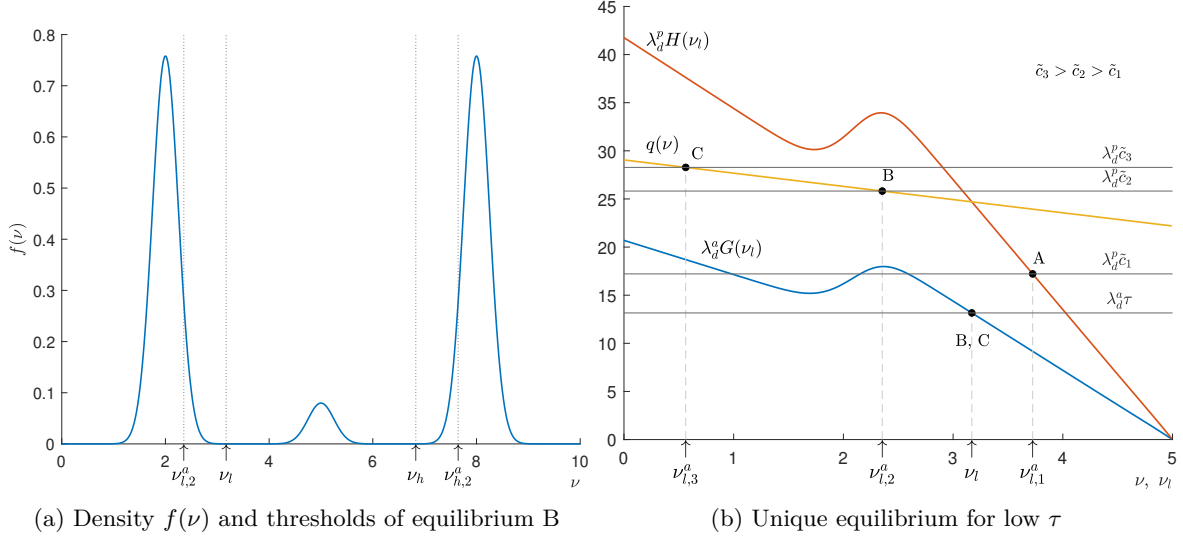 0.8
0.7
0.6
0.5
0.4
0.3
0.2
0.1
0
f(ν)
0 2 4 6 8 10
ν^a_{l,2} ν_l ν_h ν^a_{h,2} ν
(a) Density f(ν) and thresholds of equilibrium B
45
40
35
30
25
20
15
10
5
0
λ^p_d H(ν_l)
c̃_3 > c̃_2 > c̃_1
q(ν)
C
λ^p_d c̃_3
B
λ^p_d c̃_2
λ^a_d G(ν_l)
A
λ^p_d c̃_1
λ^a_d τ
B, C
0 1 2 3 4 5
ν^a_{l,3} ν^a_{l,2} ν_l ν^a_{l,1} ν, ν_l
(b) Unique equilibrium for low τ